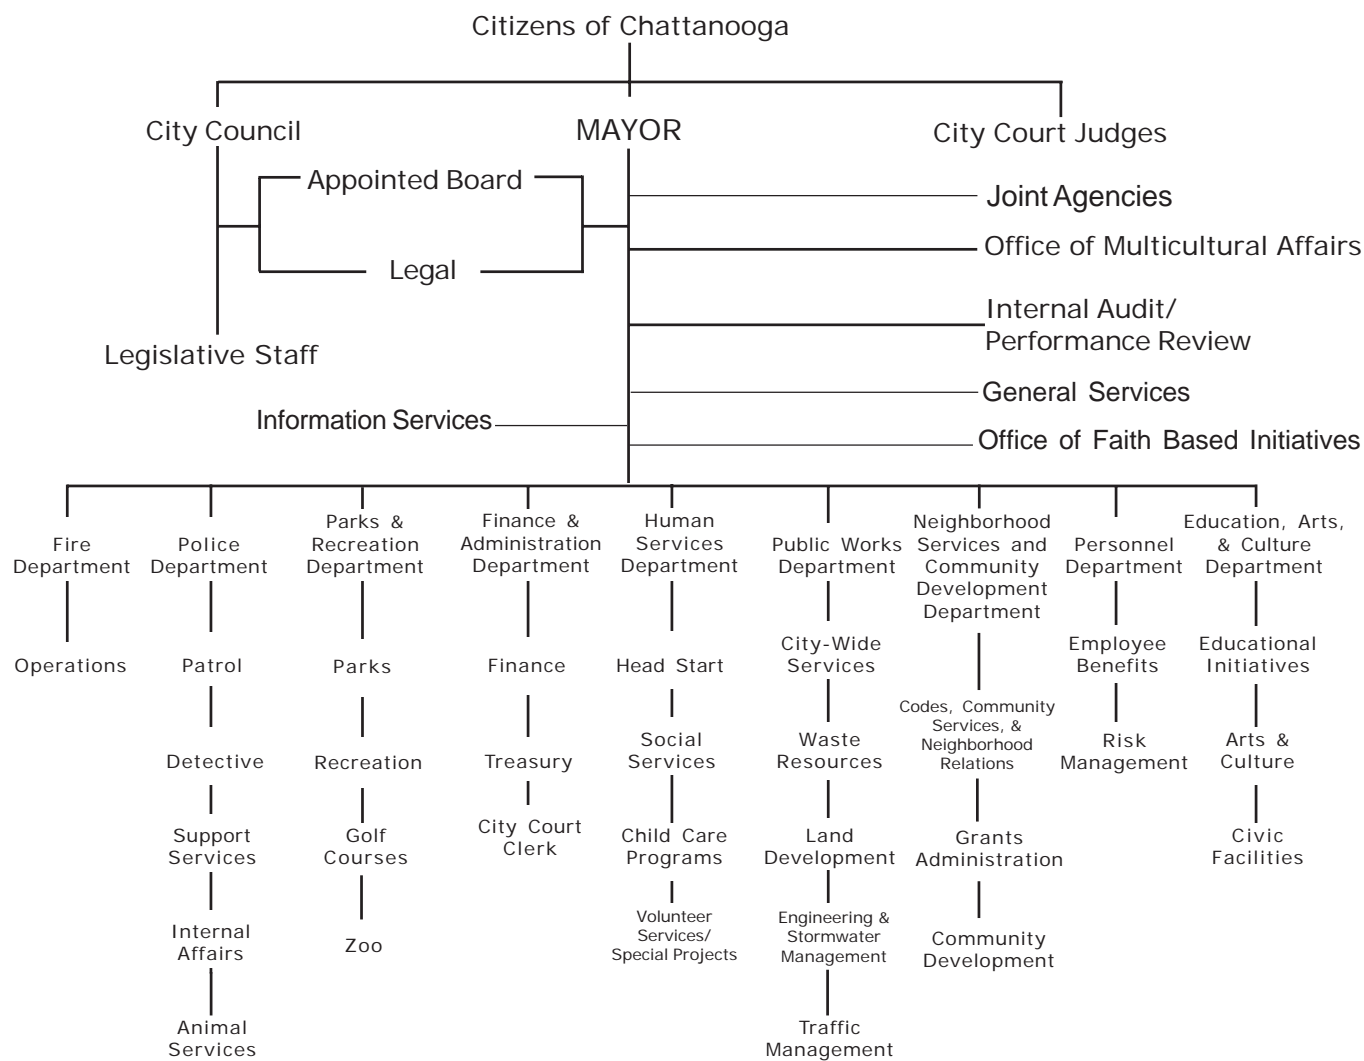 Citizens of Chattanooga
City Council
MAYOR
City Court Judges
Appointed Board
Legal
Legislative Staff
Joint Agencies
Office of Multicultural Affairs
Internal Audit/
Performance Review
General Services
Information Services
Office of Faith Based Initiatives
Fire
Department
Operations
Police
Department
Patrol
Detective
Support
Services
Internal
Affairs
Animal
Services
Parks &
Recreation
Department
Parks
Recreation
Golf
Courses
Zoo
Finance &
Administration
Department
Finance
Treasury
City Court
Clerk
Human
Services
Department
Head Start
Social
Services
Child Care
Programs
Volunteer
Services/
Special Projects
Public Works
Department
City-Wide
Services
Waste
Resources
Land
Development
Engineering &
Stormwater
Management
Traffic
Management
Neighborhood
Services and
Community
Development
Department
Codes, Community
Services, &
Neighborhood
Relations
Grants
Administration
Community
Development
Personnel
Department
Employee
Benefits
Risk
Management
Education, Arts,
& Culture
Department
Educational
Initiatives
Arts &
Culture
Civic
Facilities